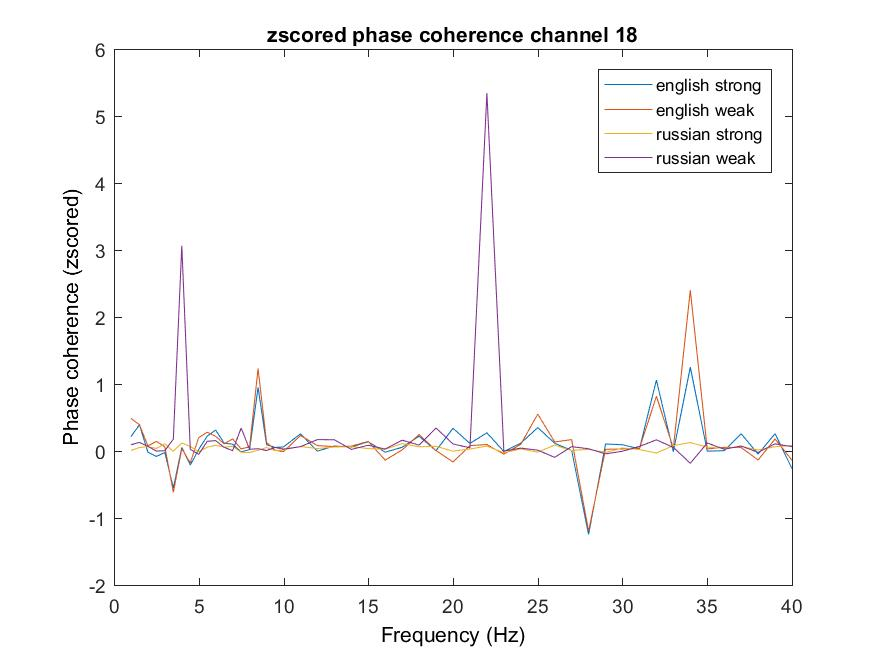 zscored phase coherence channel 18
6
5
4
3
2
1
0
-1
-2
Phase coherence (zscored)
english strong
english weak
russian strong
russian weak
0 5 10 15 20 25 30 35 40
Frequency (Hz)